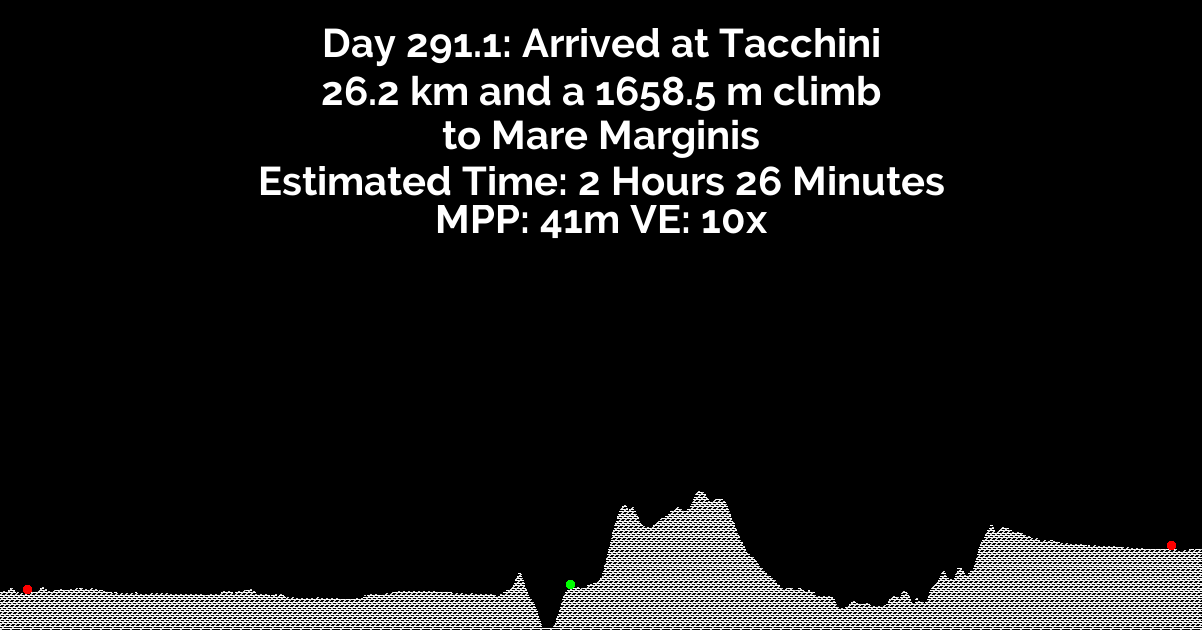 Day 291.1: Arrived at Tacchini
26.2 km and a 1658.5 m climb
to Mare Marginis
Estimated Time: 2 Hours 26 Minutes
MPP: 41m VE: 10x